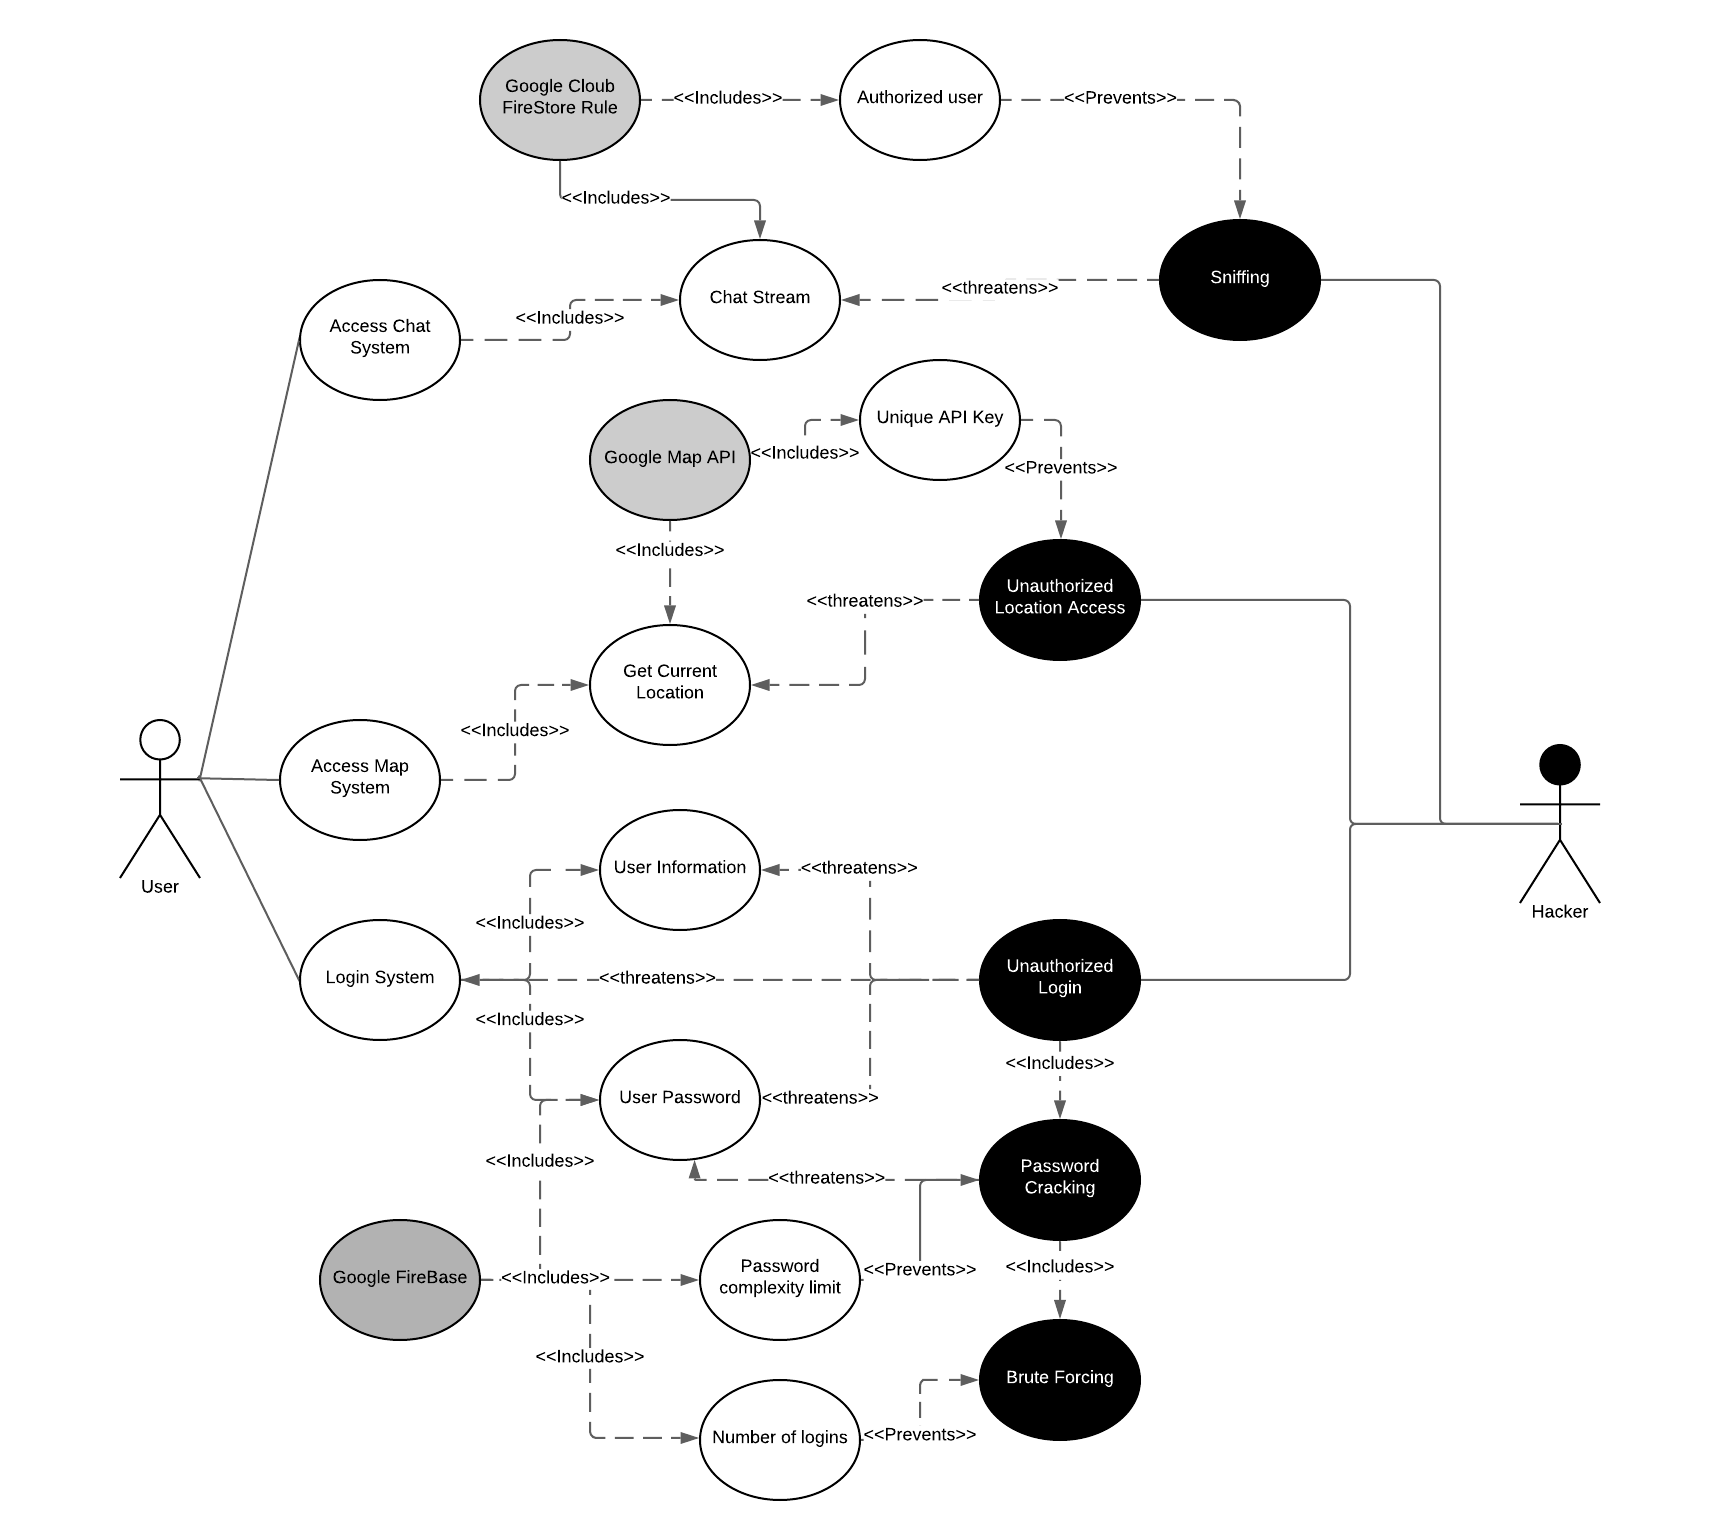 Google Cloub
FireStore Rule
<<Includes>>
Authorized user
<<Prevents>>
<<Includes>>
Sniffing
<<threatens>>
Chat Stream
<<Includes>>
Access Chat
System
Unique API Key
Google Map API
<<Includes>>
<<Prevents>>
<<Includes>>
Unauthorized
Location Access
<<threatens>>
Get Current
Location
<<Includes>>
Access Map
System
User
Hacker
User Information
<<threatens>>
<<Includes>>
Login System
<<threatens>>
Unauthorized
Login
<<Includes>>
<<Includes>>
User Password
<<threatens>>
<<Includes>>
<<threatens>>
Password
Cracking
Google FireBase
<<Includes>>
Password
complexity limit
<<Prevents>>
<<Includes>>
<<Includes>>
Brute Forcing
Number of logins
<<Prevents>>